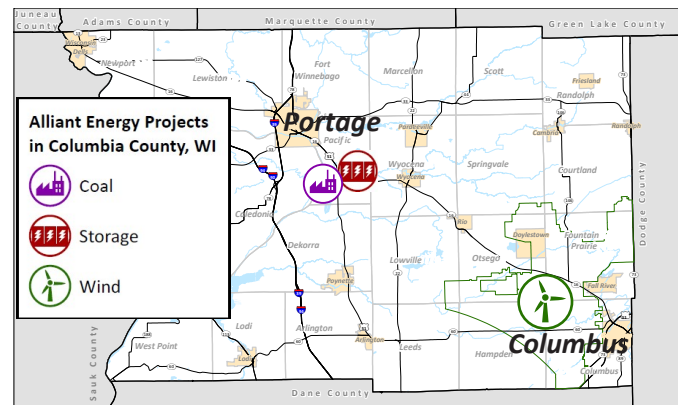 Juneau
County
Adams County
Marquette County
Green Lake County
Wisconsin
Dells
Newport
Lewiston
Fort
Winnebago
Marcellon
Scott
Friesland
Randolph
Randolph
Portage
Pacific
Pardeeville
Cambria
Alliant Energy Projects
in Columbia County, WI
Coal
Storage
Wind
Wyocena
Wyocena
Springvale
Courtland
Caledonia
Dekorra
Rio
Doylestown
Fountain
Prairie
Otsego
Lowville
Poynette
Fall River
Dodge County
Columbus
Lodi
Lodi
Arlington
Arlington
West Point
Leeds
Hampden
Columbus
Sauk County
Dane County